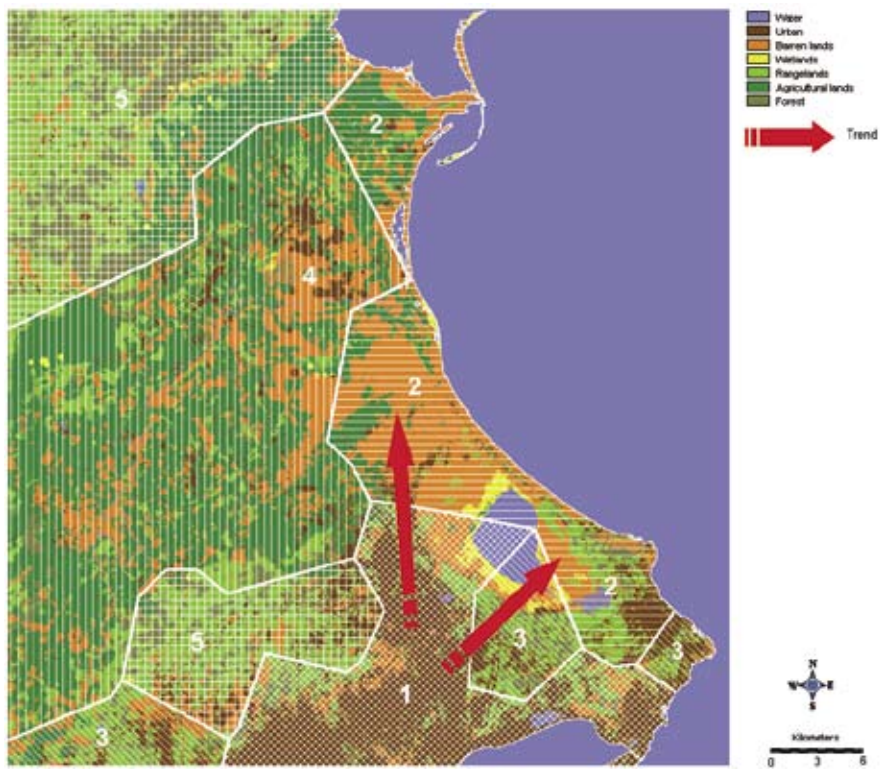 Water
Urban
Barren lands
Wetlands
Rangelands
Agricultural lands
Forest
Trend
5
2
4
2
2
5
3
3
1
3
N
W E
S
Kilometers
0 3 6